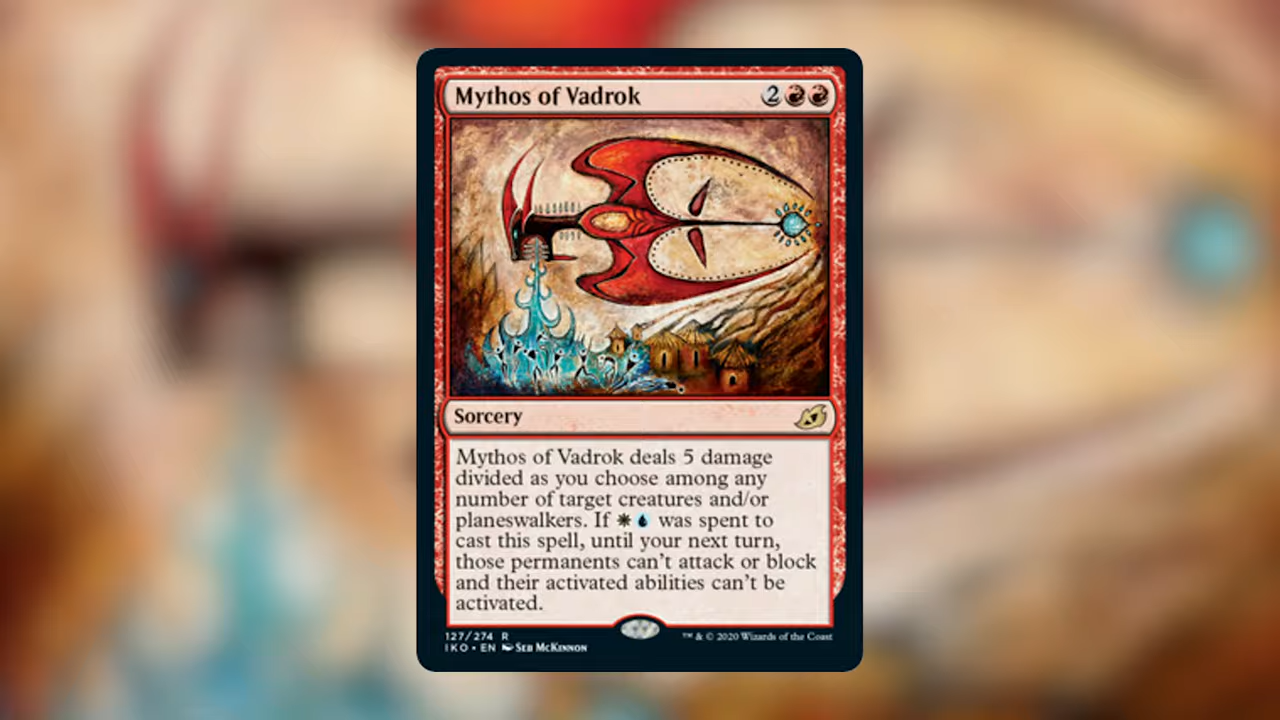 Mythos of Vadrok 2
Sorcery
Mythos of Vadrok deals 5 damage
divided as you choose among any
number of target creatures and/or
planeswalkers. If was spent to
cast this spell, until your next turn,
those permanents can't attack or block
and their activated abilities can't be
activated.
127/274 R
IKO • EN Seb McKinnon
™ & © 2020 Wizards of the Coast